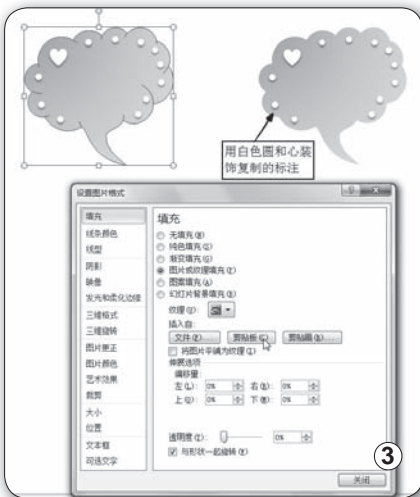 用白色圆和心装
饰复制的标注
设置图片格式
填充
线条颜色
线型
阴影
映像
发光和柔化边缘
三维格式
三维旋转
图片更正
图片颜色
艺术效果
裁剪
大小
位置
文本框
可选文字
填充
无填充(N)
纯色填充(S)
渐变填充(G)
图片或纹理填充(P)
图案填充(A)
幻灯片背景填充(B)
纹理(U):
插入自:
文件(F)... 剪贴板(C) 剪贴画(R)...
将图片平铺为纹理(I)
伸展选项
偏移量:
左(L): 0% 右(R): 0%
上(O): 0% 下(M): 0%
透明度(T): 0%
与形状一起旋转(W)
关闭
3